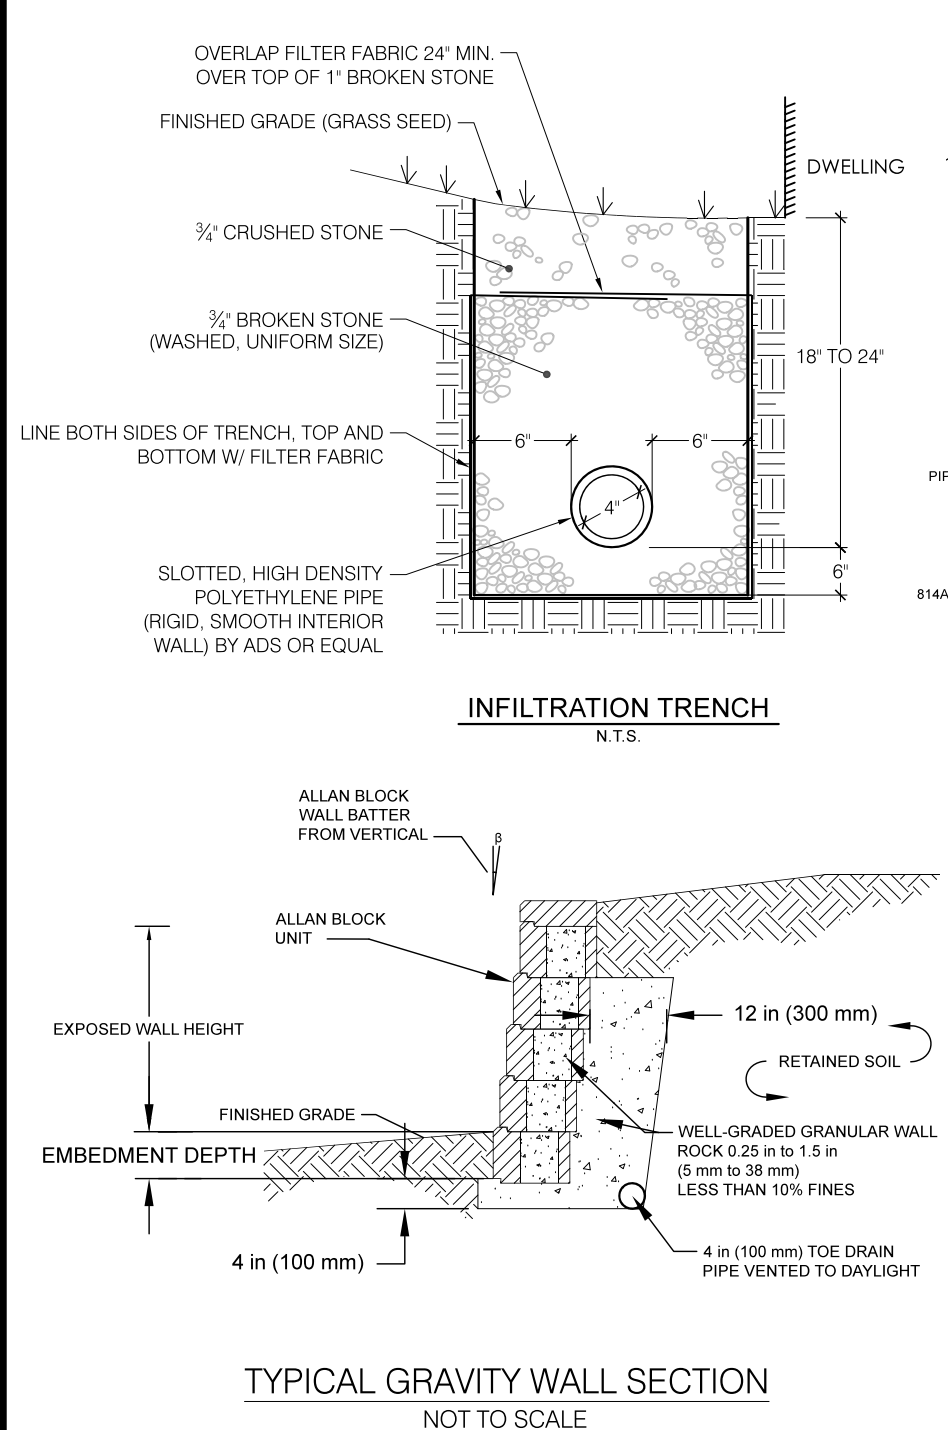 OVERLAP FILTER FABRIC 24" MIN.
OVER TOP OF 1" BROKEN STONE
FINISHED GRADE (GRASS SEED)
DWELLING
¾" CRUSHED STONE
¾" BROKEN STONE
(WASHED, UNIFORM SIZE)
18" TO 24"
LINE BOTH SIDES OF TRENCH, TOP AND
BOTTOM W/ FILTER FABRIC
6"
6"
4"
PIP
SLOTTED, HIGH DENSITY
POLYETHYLENE PIPE
(RIGID, SMOOTH INTERIOR
WALL) BY ADS OR EQUAL
6"
814A
INFILTRATION TRENCH
N.T.S.
ALLAN BLOCK
WALL BATTER
FROM VERTICAL
β
ALLAN BLOCK
UNIT
EXPOSED WALL HEIGHT
12 in (300 mm)
RETAINED SOIL
FINISHED GRADE
EMBEDMENT DEPTH
WELL-GRADED GRANULAR WALL
ROCK 0.25 in to 1.5 in
(5 mm to 38 mm)
LESS THAN 10% FINES
4 in (100 mm)
4 in (100 mm) TOE DRAIN
PIPE VENTED TO DAYLIGHT
TYPICAL GRAVITY WALL SECTION
NOT TO SCALE